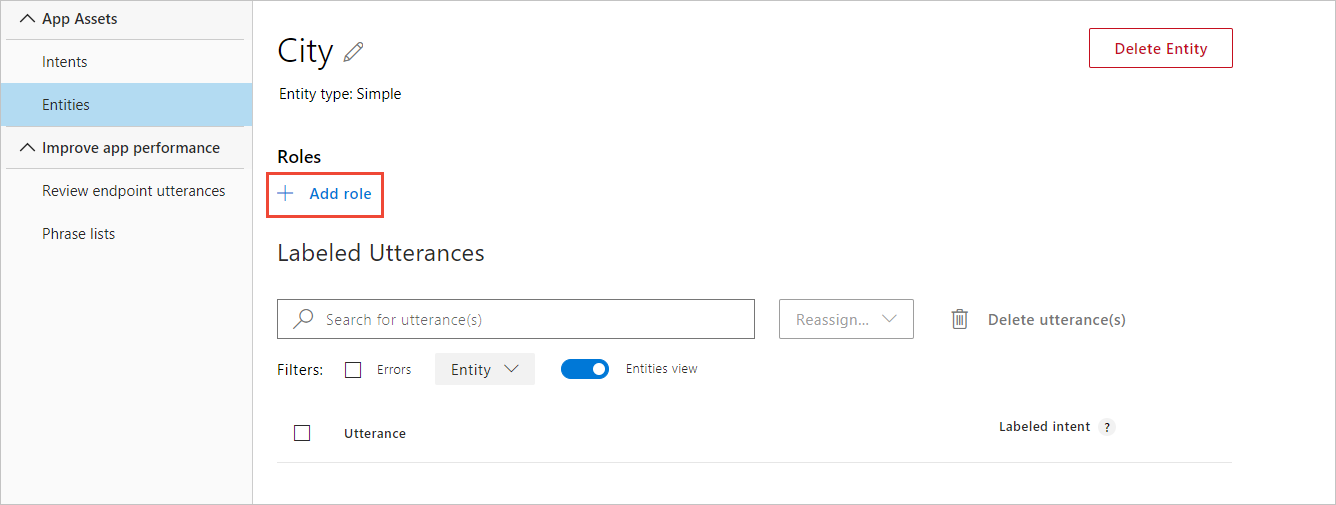 App Assets
Intents
Entities
Improve app performance
Review endpoint utterances
Phrase lists
City
Delete Entity
Entity type: Simple
Roles
Add role
Labeled Utterances
Search for utterance(s)
Reassign...
Delete utterance(s)
Filters:
Errors
Entity
Entities view
Utterance
Labeled intent ?